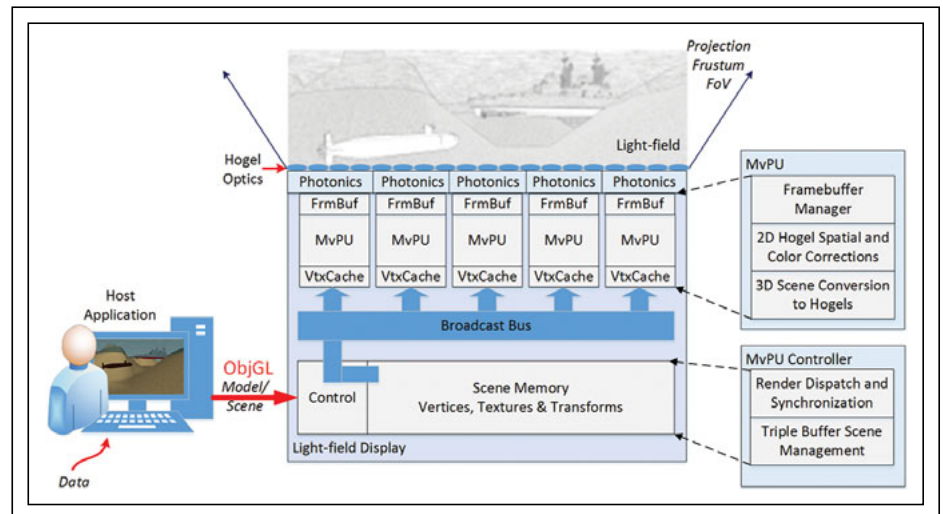 Projection
Frustum
FoV
Light-field
Hogel
Optics
Photonics Photonics Photonics Photonics Photonics
FrmBuf FrmBuf FrmBuf FrmBuf FrmBuf
MvPU MvPU MvPU MvPU MvPU
VtxCache VtxCache VtxCache VtxCache VtxCache
Broadcast Bus
MvPU
Framebuffer
Manager
2D Hogel Spatial and
Color Corrections
3D Scene Conversion
to Hogels
Host
Application
ObjGL
Model/
Scene
Data
Control
Scene Memory
Vertices, Textures & Transforms
Light-field Display
MvPU Controller
Render Dispatch and
Synchronization
Triple Buffer Scene
Management